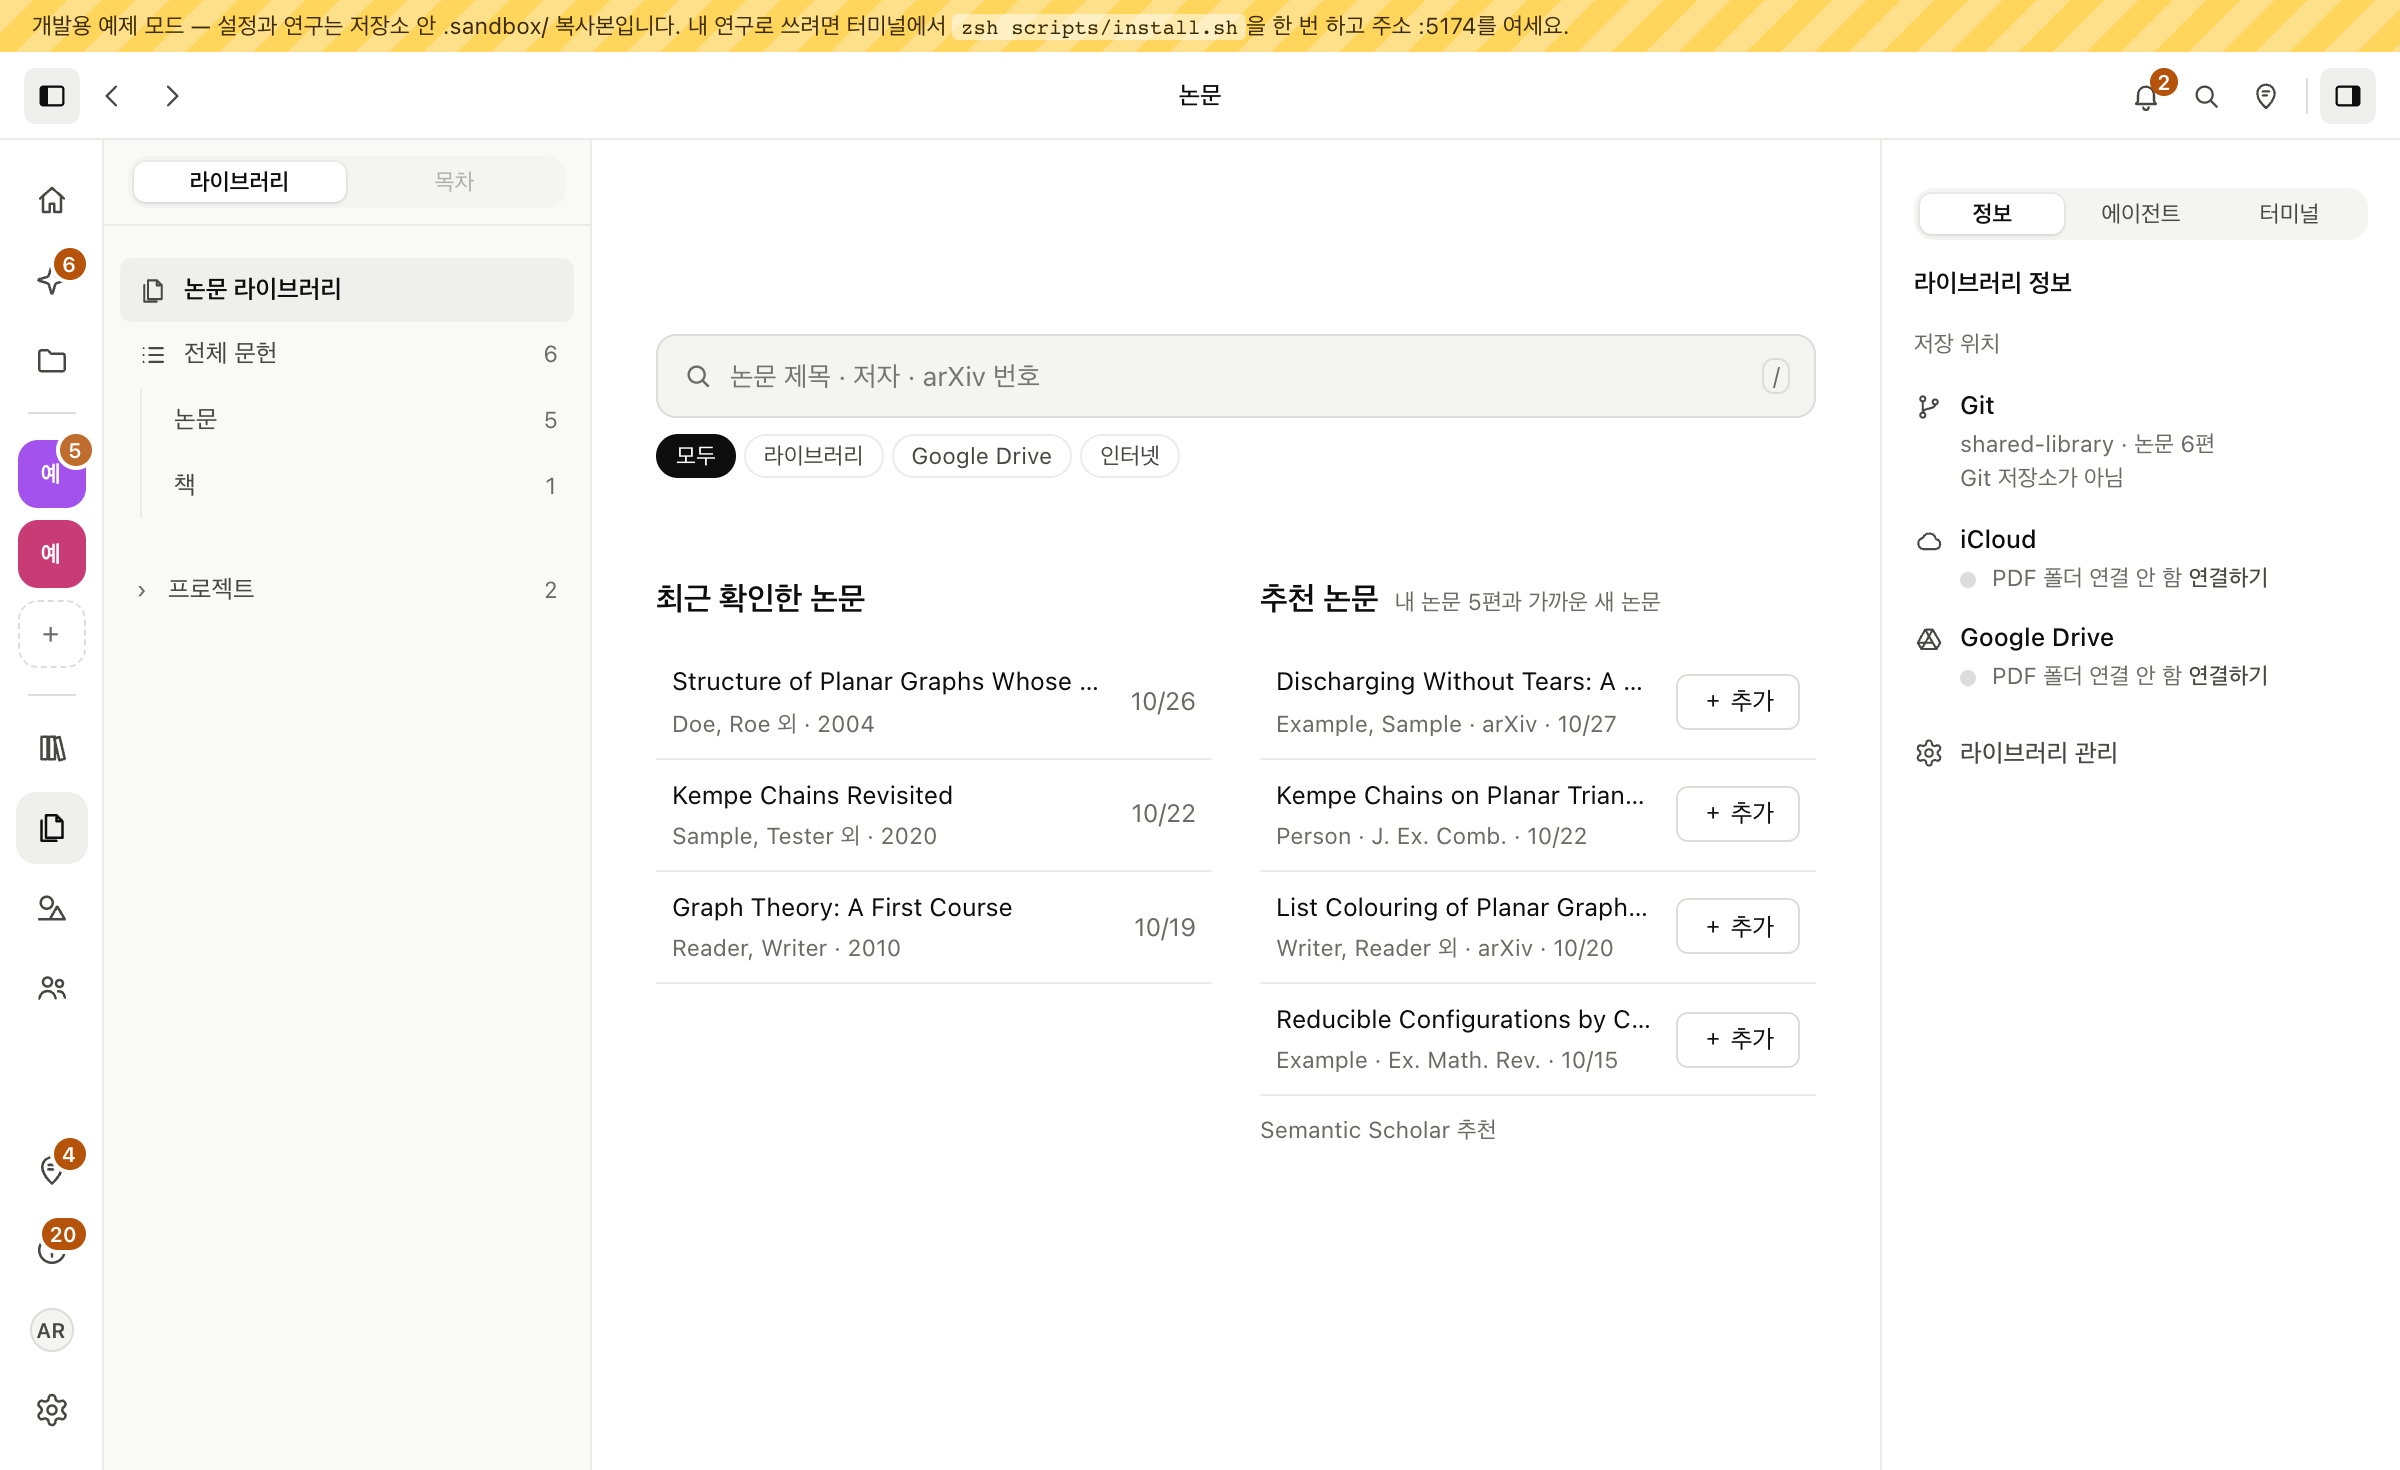 개발용 예제 모드 — 설정과 연구는 저장소 안 .sandbox/ 복사본입니다. 내 연구로 쓰려면 터미널에서 zsh scripts/install.sh을 한 번 하고 주소 :5174를 여세요.
논문
2
라이브러리
목차
정보
에이전트
터미널
6
5
예
예
+
4
20
AR
논문 라이브러리
전체 문헌 6
논문 5
책 1
› 프로젝트 2
논문 제목 · 저자 · arXiv 번호 /
모두
라이브러리
Google Drive
인터넷
최근 확인한 논문
Structure of Planar Graphs Whose ...
10/26
Doe, Roe 외 · 2004
Kempe Chains Revisited
10/22
Sample, Tester 외 · 2020
Graph Theory: A First Course
10/19
Reader, Writer · 2010
추천 논문 내 논문 5편과 가까운 새 논문
Discharging Without Tears: A ...
+ 추가
Example, Sample · arXiv · 10/27
Kempe Chains on Planar Trian...
+ 추가
Person · J. Ex. Comb. · 10/22
List Colouring of Planar Graph...
+ 추가
Writer, Reader 외 · arXiv · 10/20
Reducible Configurations by C...
+ 추가
Example · Ex. Math. Rev. · 10/15
Semantic Scholar 추천
라이브러리 정보
저장 위치
Git
shared-library · 논문 6편
Git 저장소가 아님
iCloud
PDF 폴더 연결 안 함 연결하기
Google Drive
PDF 폴더 연결 안 함 연결하기
라이브러리 관리